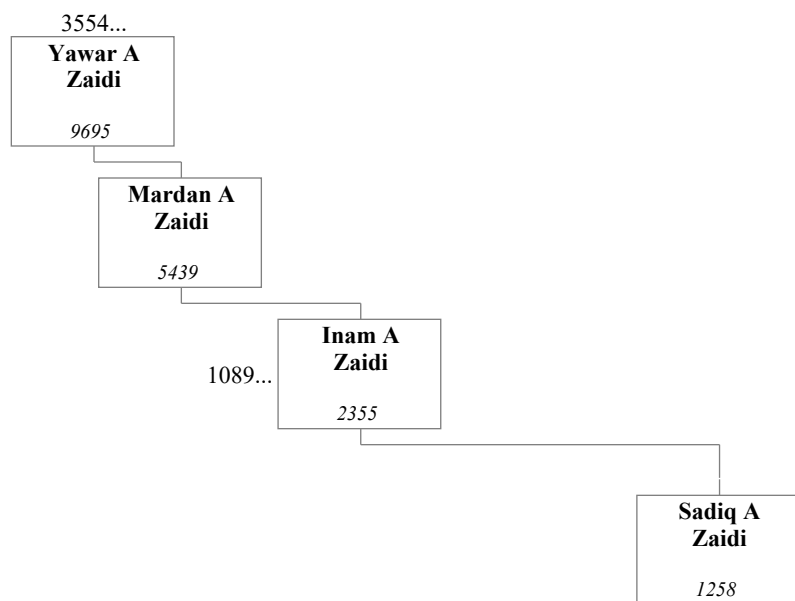 3554...
Yawar A
Zaidi
9695
Mardan A
Zaidi
5439
Inam A
Zaidi
1089...
2355
Sadiq A
Zaidi
1258